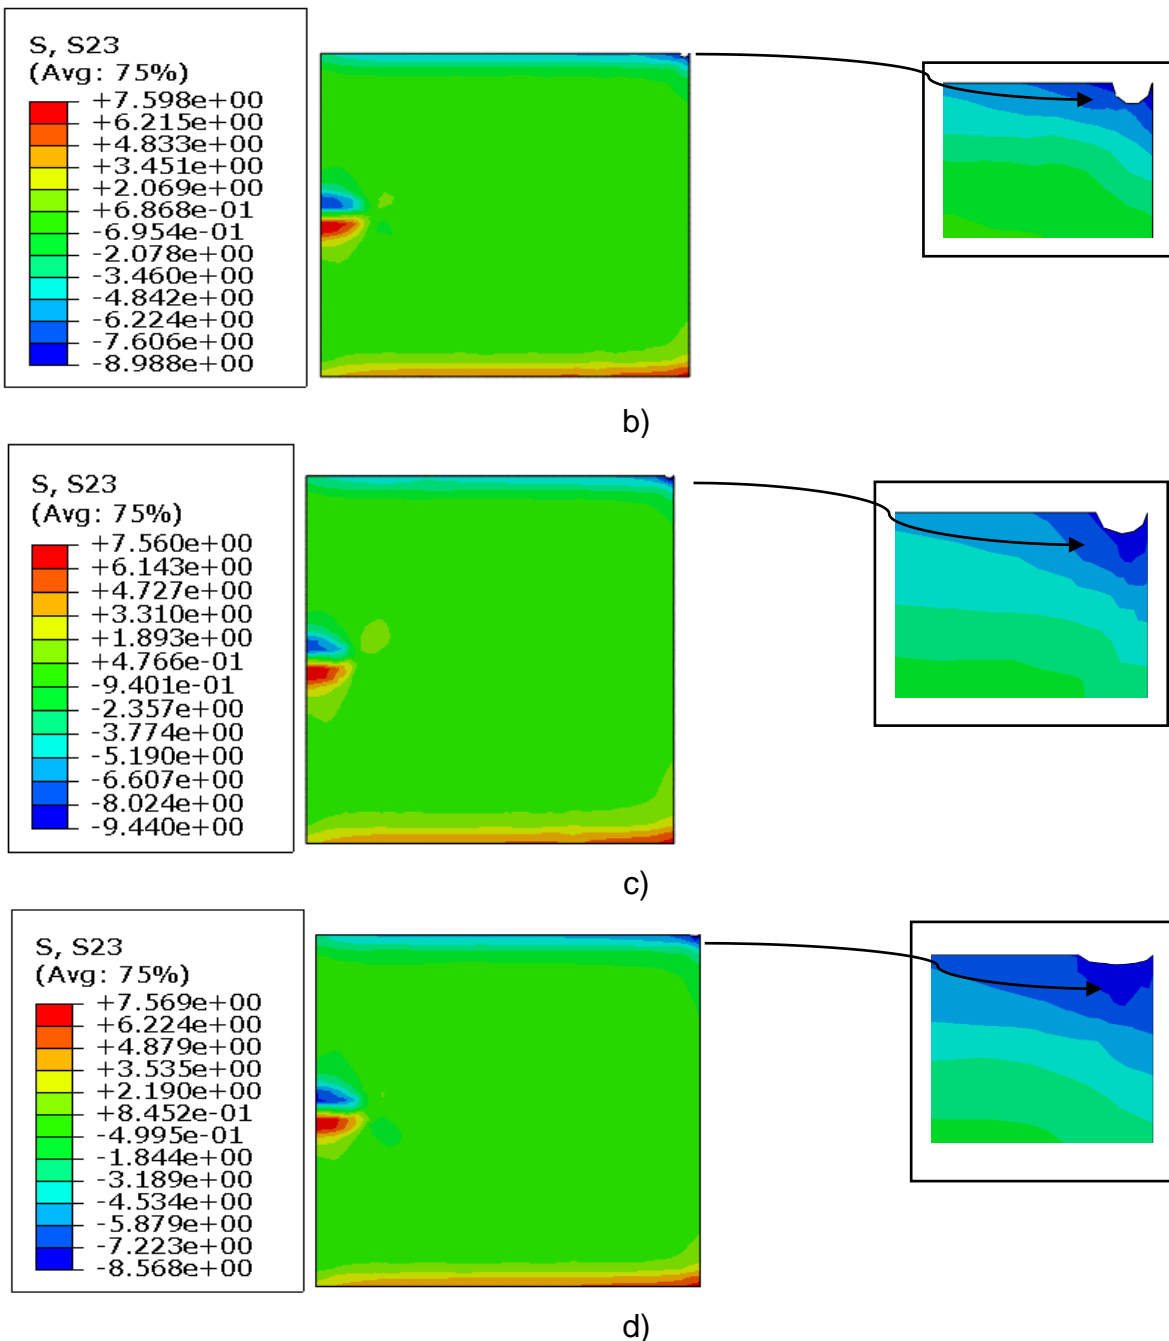 S, S23
(Avg: 75%)
+7.598e+00
+6.215e+00
+4.833e+00
+3.451e+00
+2.069e+00
+6.868e-01
-6.954e-01
-2.078e+00
-3.460e+00
-4.842e+00
-6.224e+00
-7.606e+00
-8.988e+00
b)
S, S23
(Avg: 75%)
+7.560e+00
+6.143e+00
+4.727e+00
+3.310e+00
+1.893e+00
+4.766e-01
-9.401e-01
-2.357e+00
-3.774e+00
-5.190e+00
-6.607e+00
-8.024e+00
-9.440e+00
c)
S, S23
(Avg: 75%)
+7.569e+00
+6.224e+00
+4.879e+00
+3.535e+00
+2.190e+00
+8.452e-01
-4.995e-01
-1.844e+00
-3.189e+00
-4.534e+00
-5.879e+00
-7.223e+00
-8.568e+00
d)